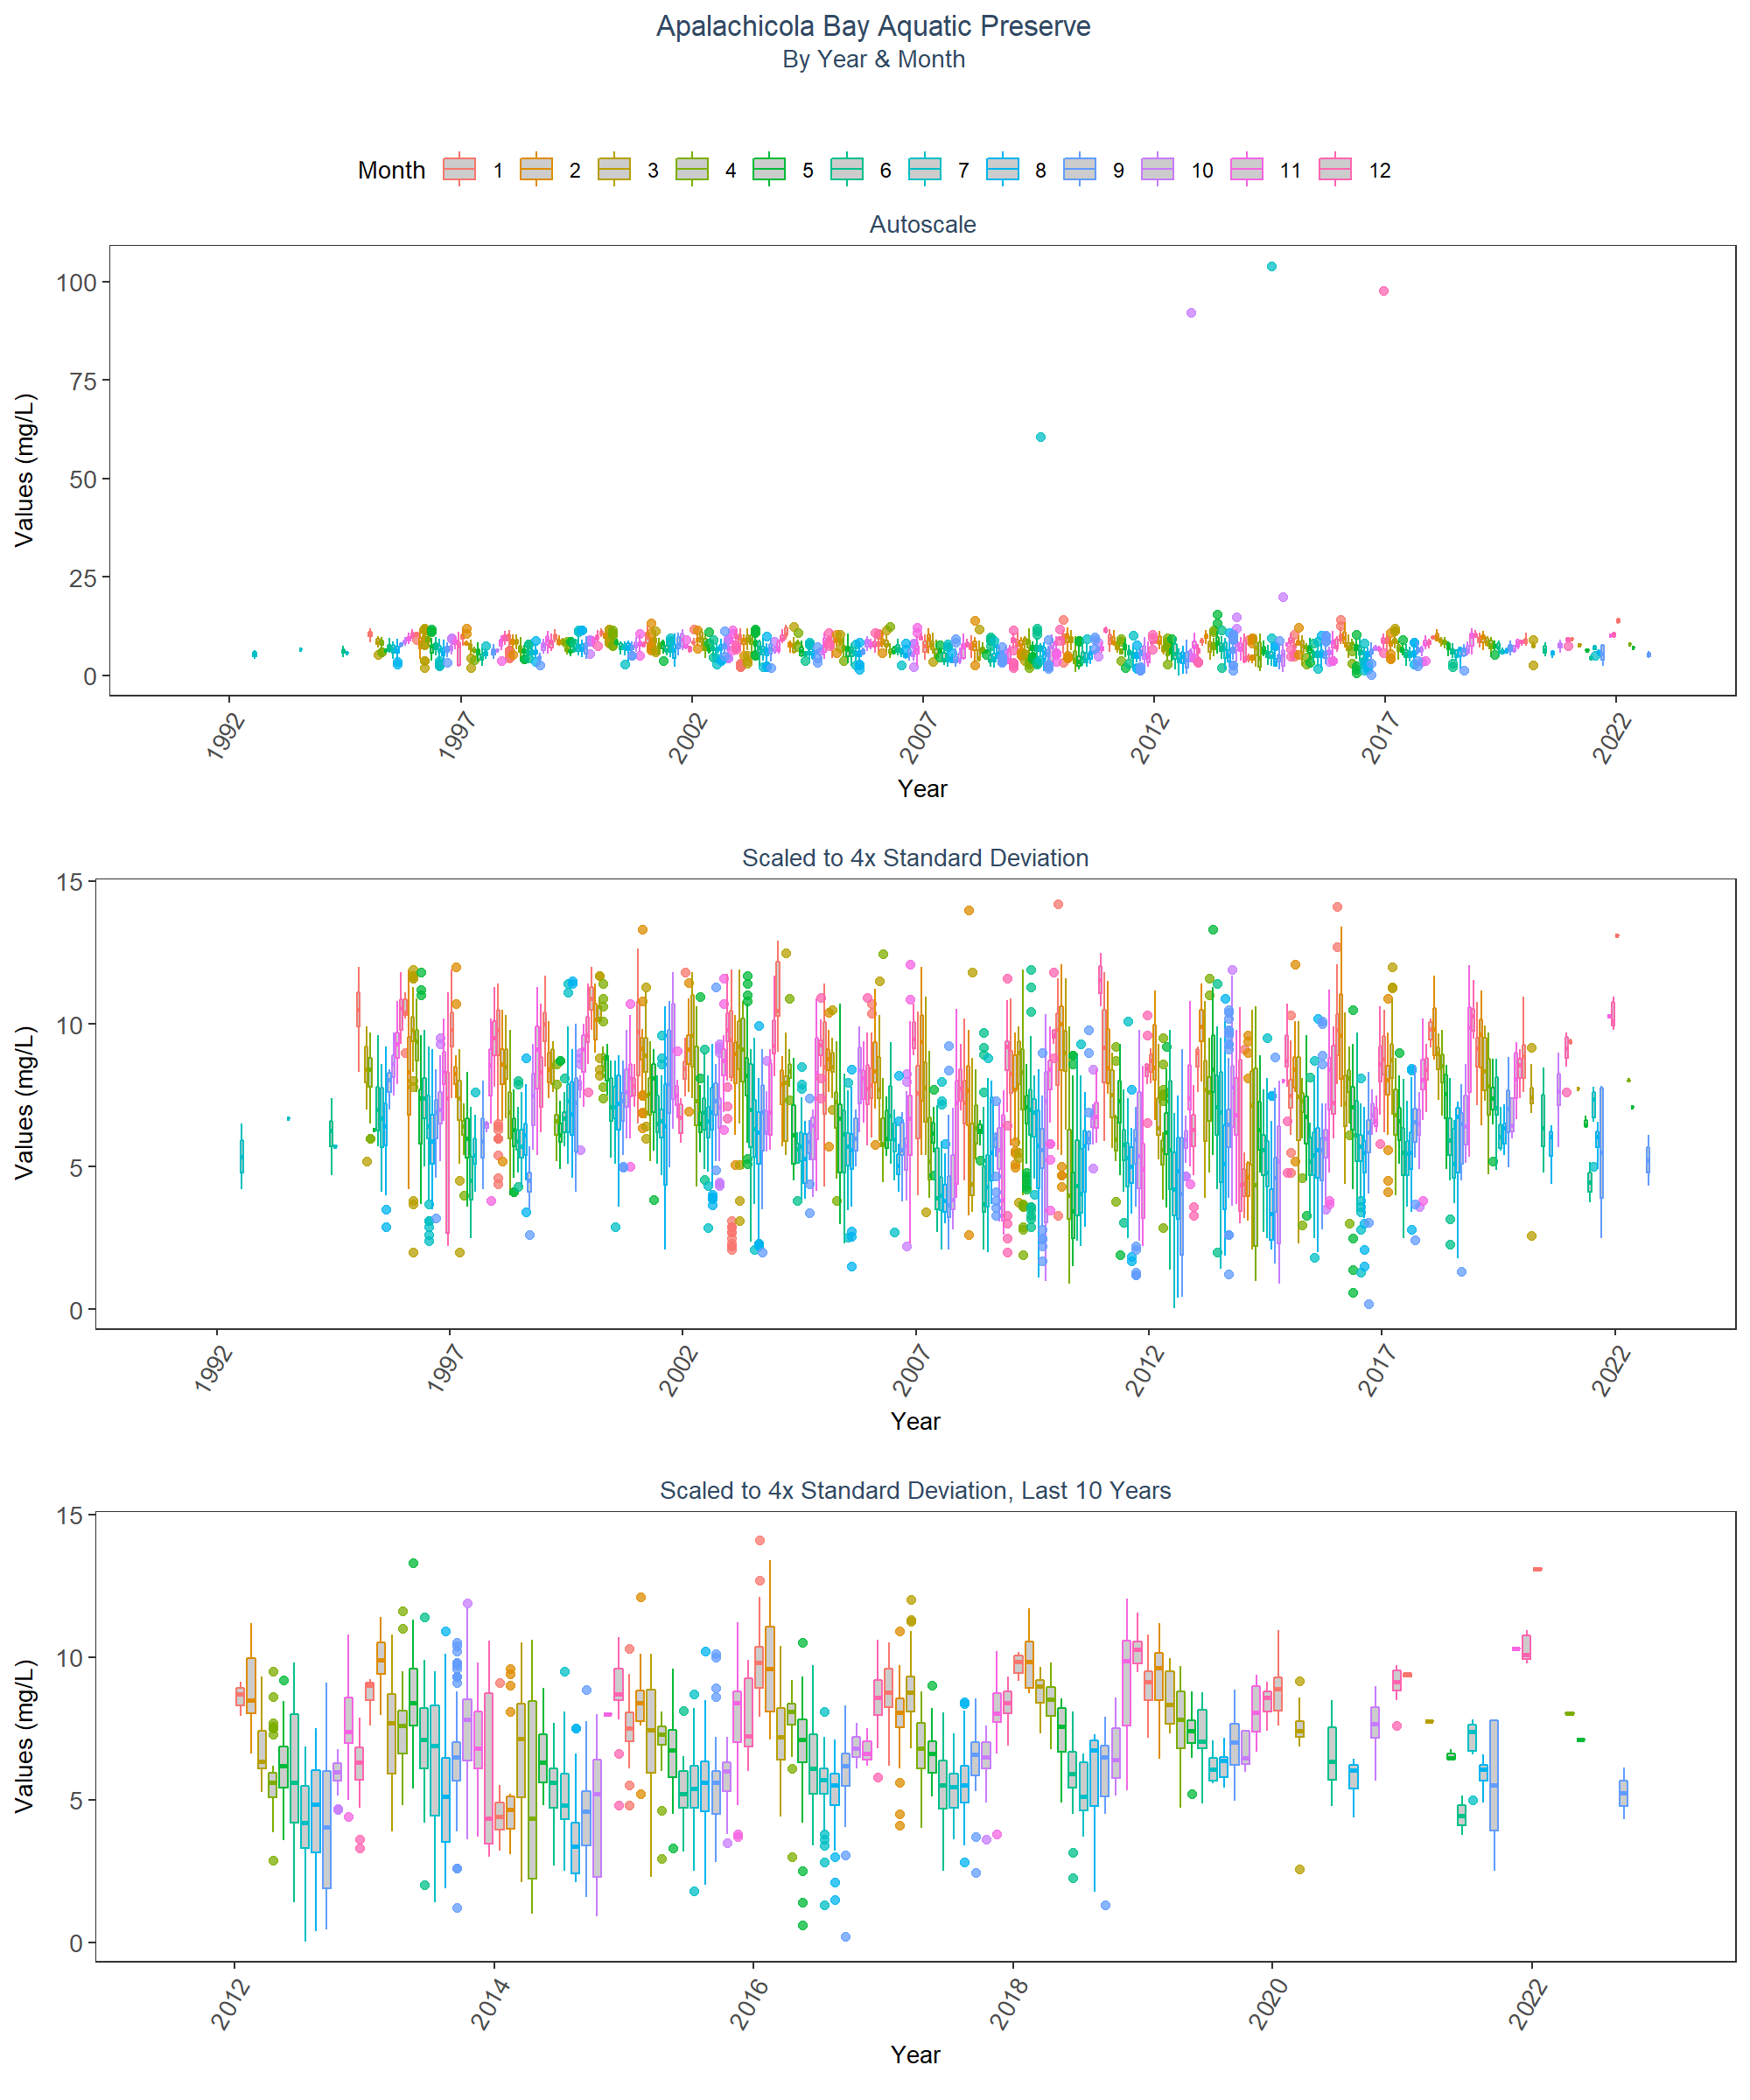 Apalachicola Bay Aquatic Preserve
By Year & Month
Month 1 2 3 4 5 6 7 8 9 10 11 12
Autoscale
Values (mg/L)
100
75
50
25
0
1992 1997 2002 2007 2012 2017 2022
Year
Scaled to 4x Standard Deviation
Values (mg/L)
15
10
5
0
1992 1997 2002 2007 2012 2017 2022
Year
Scaled to 4x Standard Deviation, Last 10 Years
Values (mg/L)
15
10
5
0
2012 2014 2016 2018 2020 2022
Year